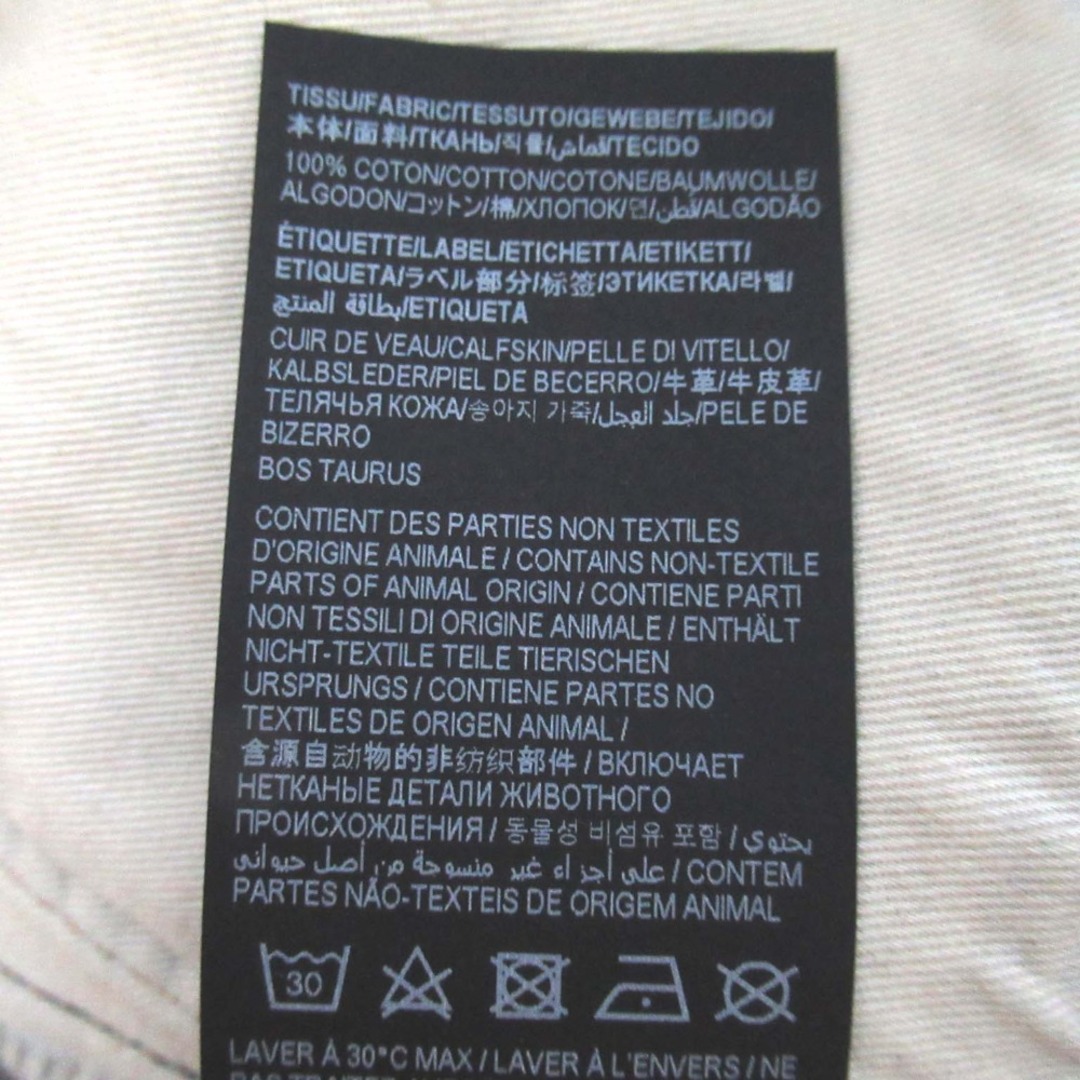 TISSU/FABRIC/TESSUTO/GEWEBE/TEJIDO/
本体/面料/ТКАНЬ/직물/قماش/TECIDO
100% COTON/COTTON/COTONE/BAUMWOLLE/
ALGODON/コットン/棉/ХЛОПОК/면/قطن/ALGODÃO
ÉTIQUETTE/LABEL/ETICHETTA/ETIKETT/
ETIQUETA/ラベル部分/标签/ЭТИКЕТКА/라벨/
بطاقة المنتج/ETIQUETA
CUIR DE VEAU/CALFSKIN/PELLE DI VITELLO/
KALBSLEDER/PIEL DE BECERRO/牛革/牛皮革/
ТЕЛЯЧЬЯ КОЖА/송아지 가죽/جلد العجل/PELE DE
BIZERRO
BOS TAURUS
CONTIENT DES PARTIES NON TEXTILES
D'ORIGINE ANIMALE / CONTAINS NON-TEXTILE
PARTS OF ANIMAL ORIGIN / CONTIENE PARTI
NON TESSILI DI ORIGINE ANIMALE / ENTHÄLT
NICHT-TEXTILE TEILE TIERISCHEN
URSPRUNGS / CONTIENE PARTES NO
TEXTILES DE ORIGEN ANIMAL /
含源自动物的非纺织部件 / ВКЛЮЧАЕТ
НЕТКАНЫЕ ДЕТАЛИ ЖИВОТНОГО
ПРОИСХОЖДЕНИЯ / 동물성 비섬유 포함 / يحتوي
على أجزاء غير منسوجة من أصل حيواني / CONTEM
PARTES NÃO-TEXTEIS DE ORIGEM ANIMAL
30
LAVER À 30°C MAX / LAVER À L'ENVERS / NE